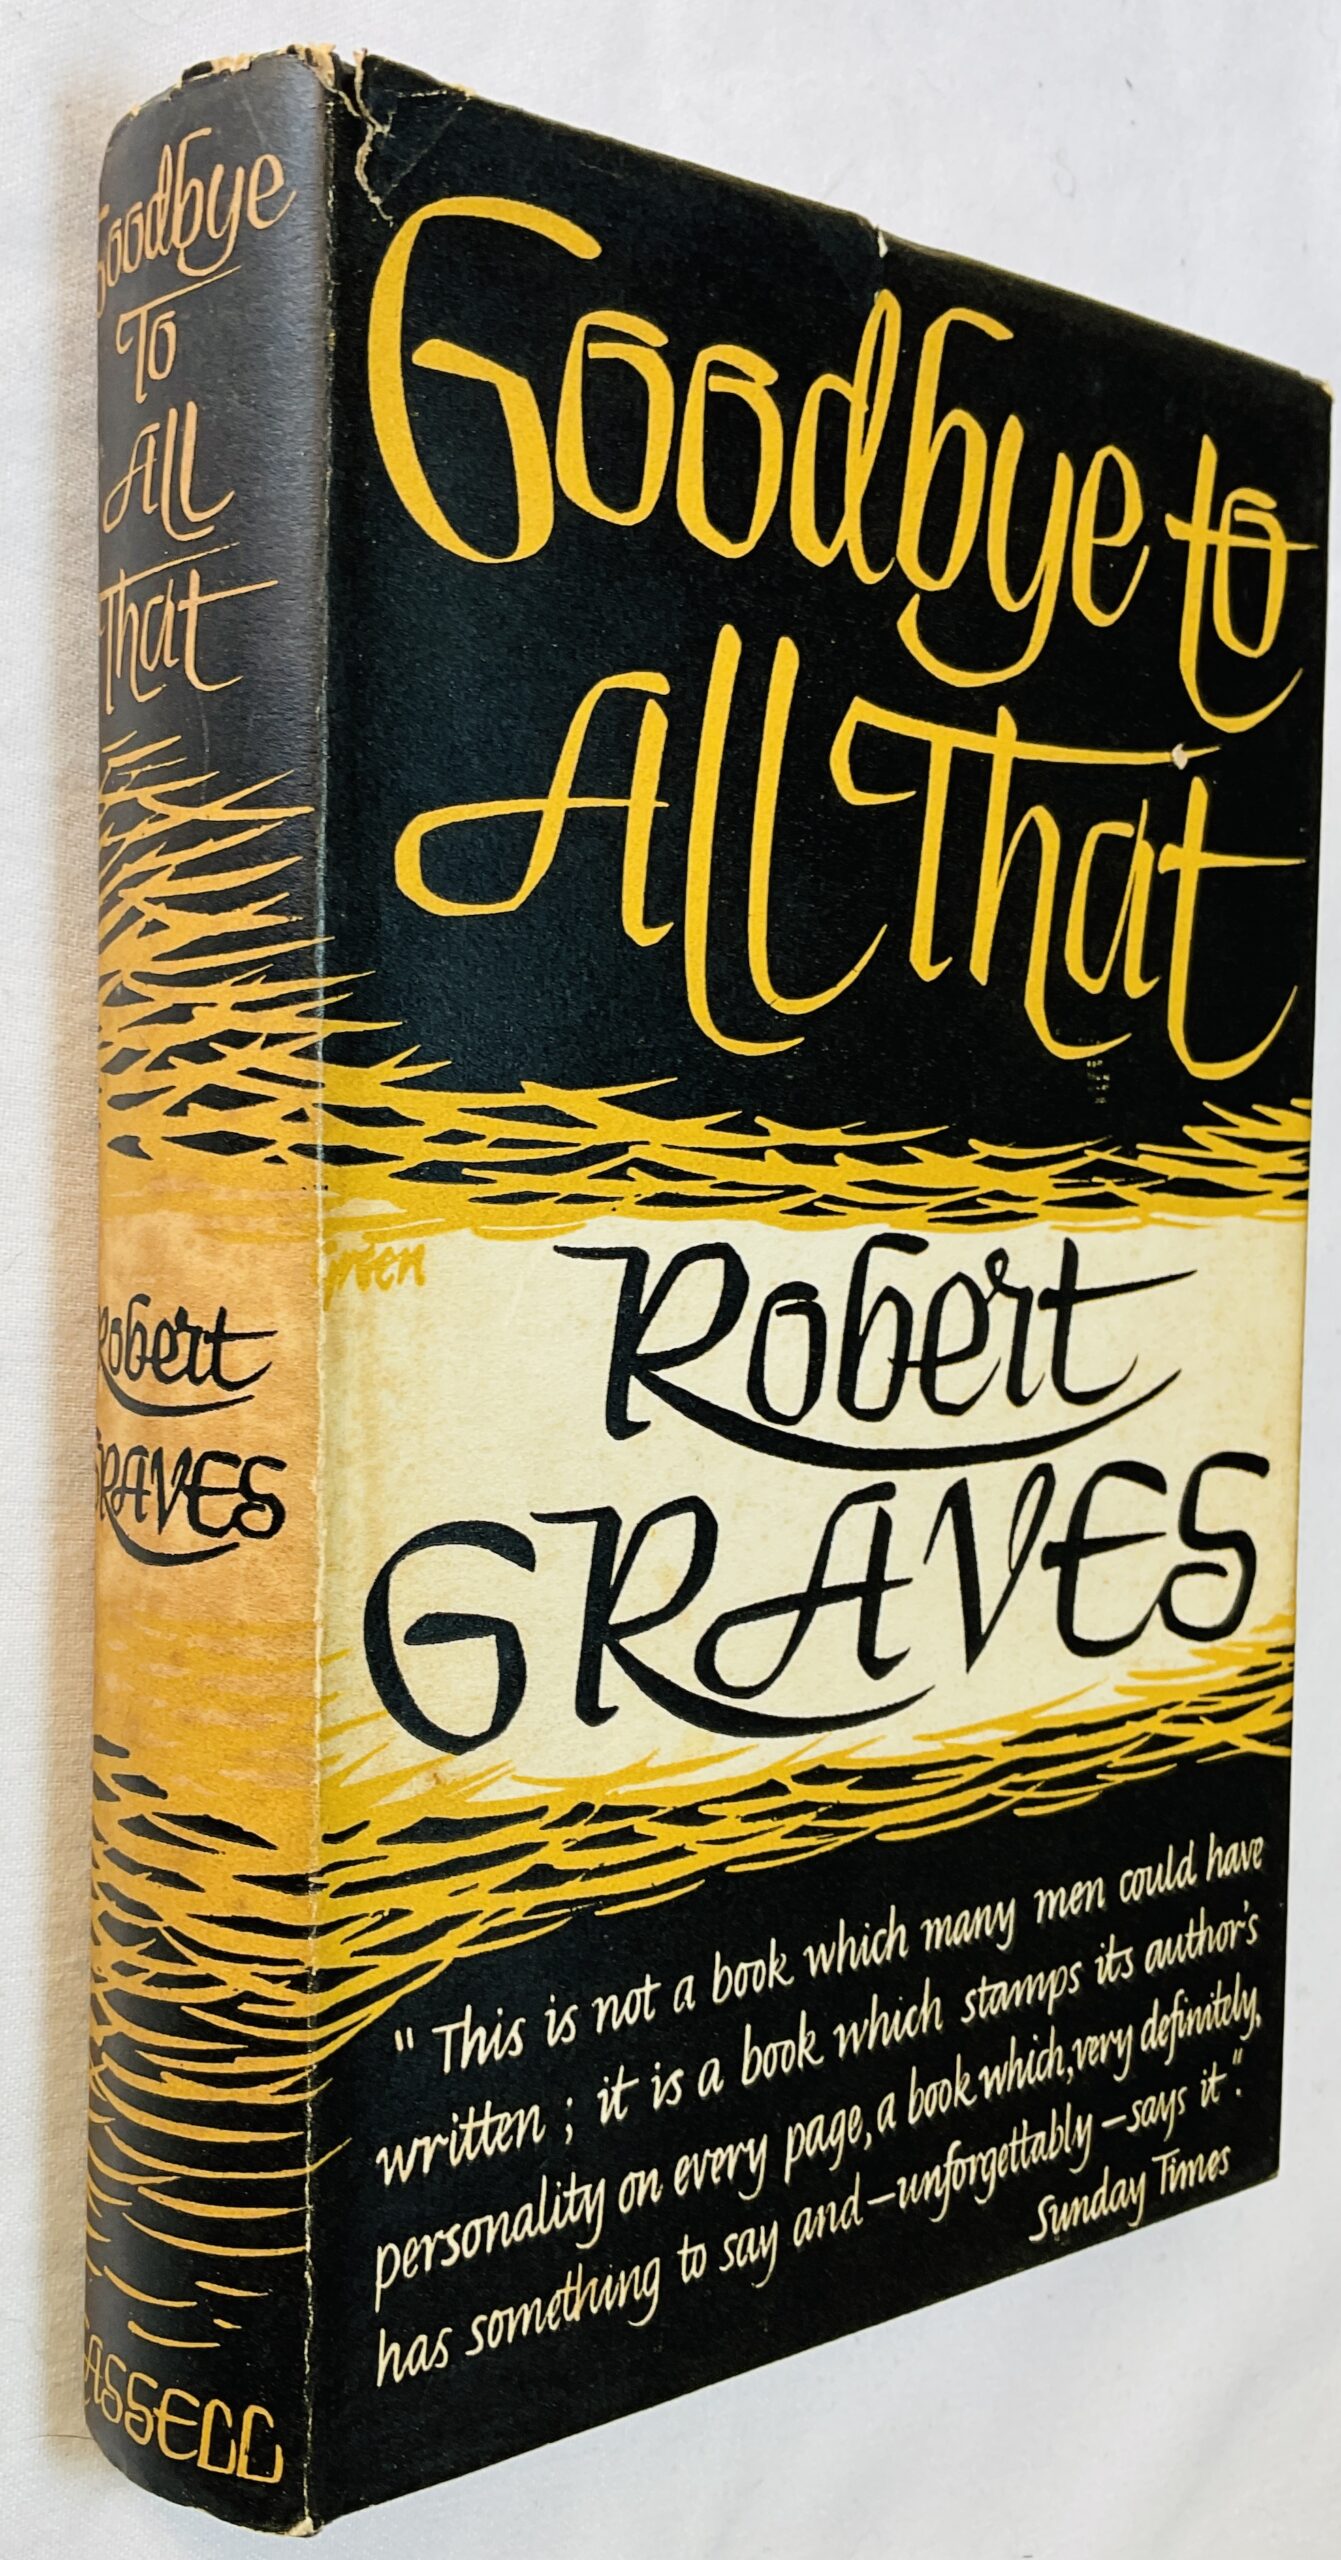 Goodbye
To
All
That
Robert
GRAVES
CASSELL
Goodbye to
All That
green
Robert
GRAVES
" This is not a book which many men could have
written ; it is a book which stamps its author's
personality on every page, a book which, very definitely,
has something to say and – unforgettably – says it ".
Sunday Times